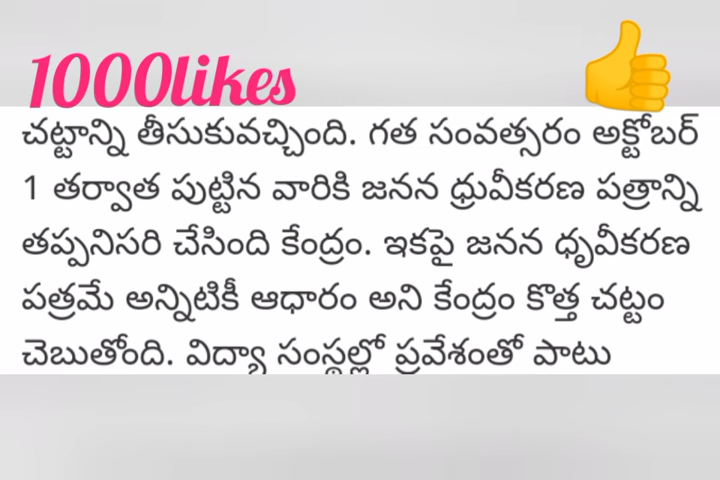 1000likes
చట్టాన్ని తీసుకువచ్చింది. గత సంవత్సరం అక్టోబర్
1 తర్వాత పుట్టిన వారికి జనన ధ్రువీకరణ పత్రాన్ని
తప్పనిసరి చేసింది కేంద్రం. ఇకపై జనన ధృవీకరణ
పత్రమే అన్నిటికీ ఆధారం అని కేంద్రం కొత్త చట్టం
చెబుతోంది. విద్యా సంస్థల్లో ప్రవేశంతో పాటు